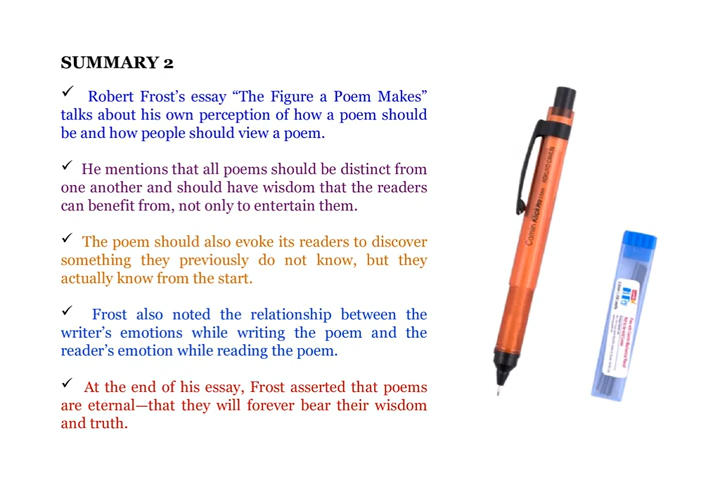 SUMMARY 2
✓ Robert Frost’s essay “The Figure a Poem Makes”
talks about his own perception of how a poem should
be and how people should view a poem.
✓ He mentions that all poems should be distinct from
one another and should have wisdom that the readers
can benefit from, not only to entertain them.
✓ The poem should also evoke its readers to discover
something they previously do not know, but they
actually know from the start.
✓ Frost also noted the relationship between the
writer’s emotions while writing the poem and the
reader’s emotion while reading the poem.
✓ At the end of his essay, Frost asserted that poems
are eternal—that they will forever bear their wisdom
and truth.